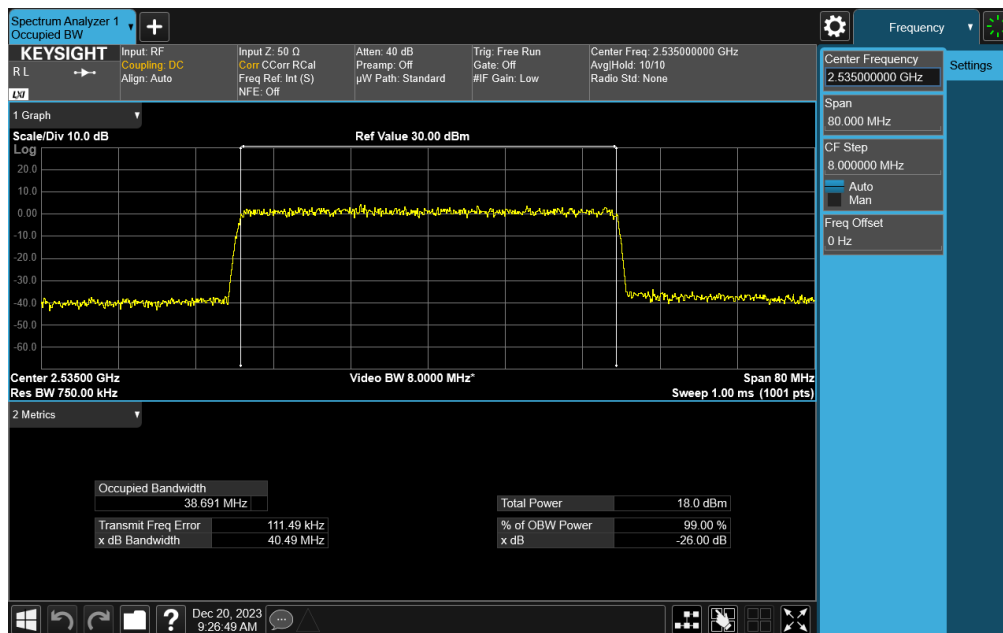 Spectrum Analyzer 1
Occupied BW
Frequency
KEYSIGHT
R L
LXI
Input: RF
Coupling: DC
Align: Auto
Input Z: 50 Ω
Corr CCorr RCal
Freq Ref: Int (S)
NFE: Off
Atten: 40 dB
Preamp: Off
µW Path: Standard
Trig: Free Run
Gate: Off
#IF Gain: Low
Center Freq: 2.535000000 GHz
Avg|Hold: 10/10
Radio Std: None
Center Frequency
2.535000000 GHz
Settings
Span
80.000 MHz
CF Step
8.000000 MHz
Auto
Man
Freq Offset
0 Hz
1 Graph
Scale/Div 10.0 dB
Ref Value 30.00 dBm
Log
20.0
10.0
0.00
-10.0
-20.0
-30.0
-40.0
-50.0
-60.0
Center 2.53500 GHz
Video BW 8.0000 MHz*
Span 80 MHz
Res BW 750.00 kHz
Sweep 1.00 ms (1001 pts)
2 Metrics
Occupied Bandwidth
38.691 MHz
Total Power 18.0 dBm
Transmit Freq Error 111.49 kHz
% of OBW Power 99.00 %
x dB Bandwidth 40.49 MHz
x dB -26.00 dB
?
Dec 20, 2023
9:26:49 AM